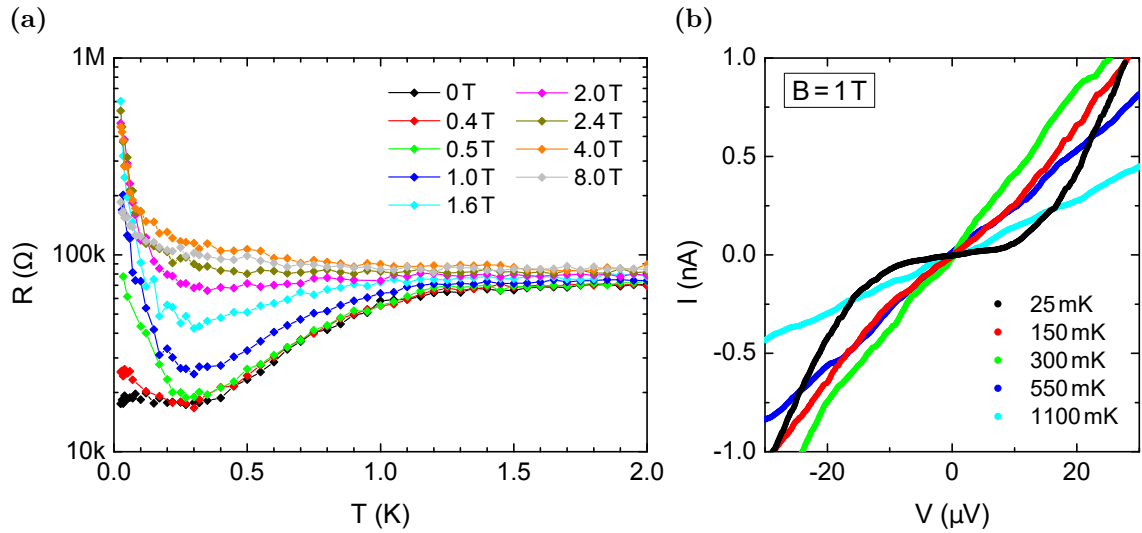 (a)
1M
100k
10k
R (Ω)
0 T
0.4 T
0.5 T
1.0 T
1.6 T
2.0 T
2.4 T
4.0 T
8.0 T
0.0 0.5 1.0 1.5 2.0
T (K)
(b)
1.0
0.5
0.0
-0.5
-1.0
I (nA)
B = 1 T
25 mK
150 mK
300 mK
550 mK
1100 mK
-20 0 20
V (µV)